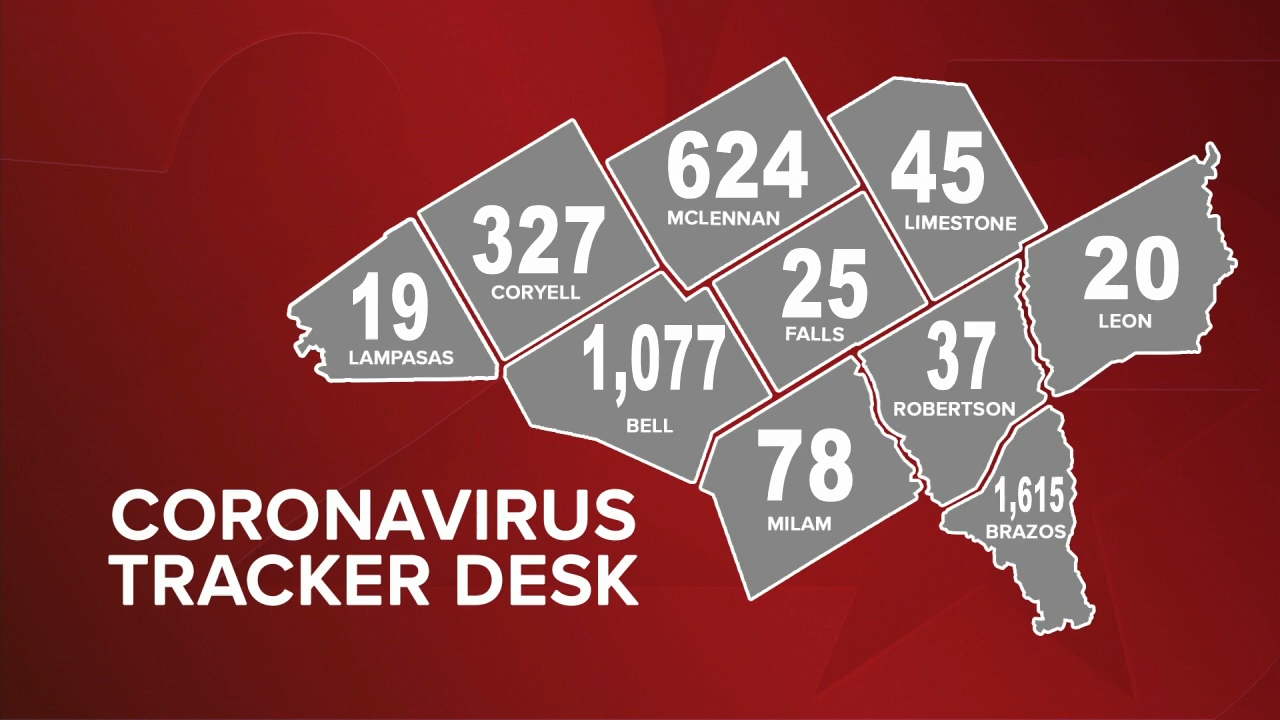 624
MCLENNAN
45
LIMESTONE
327
CORYELL
25
FALLS
20
LEON
19
LAMPASAS
1,077
BELL
37
ROBERTSON
78
MILAM
1,615
BRAZOS
CORONAVIRUS
TRACKER DESK